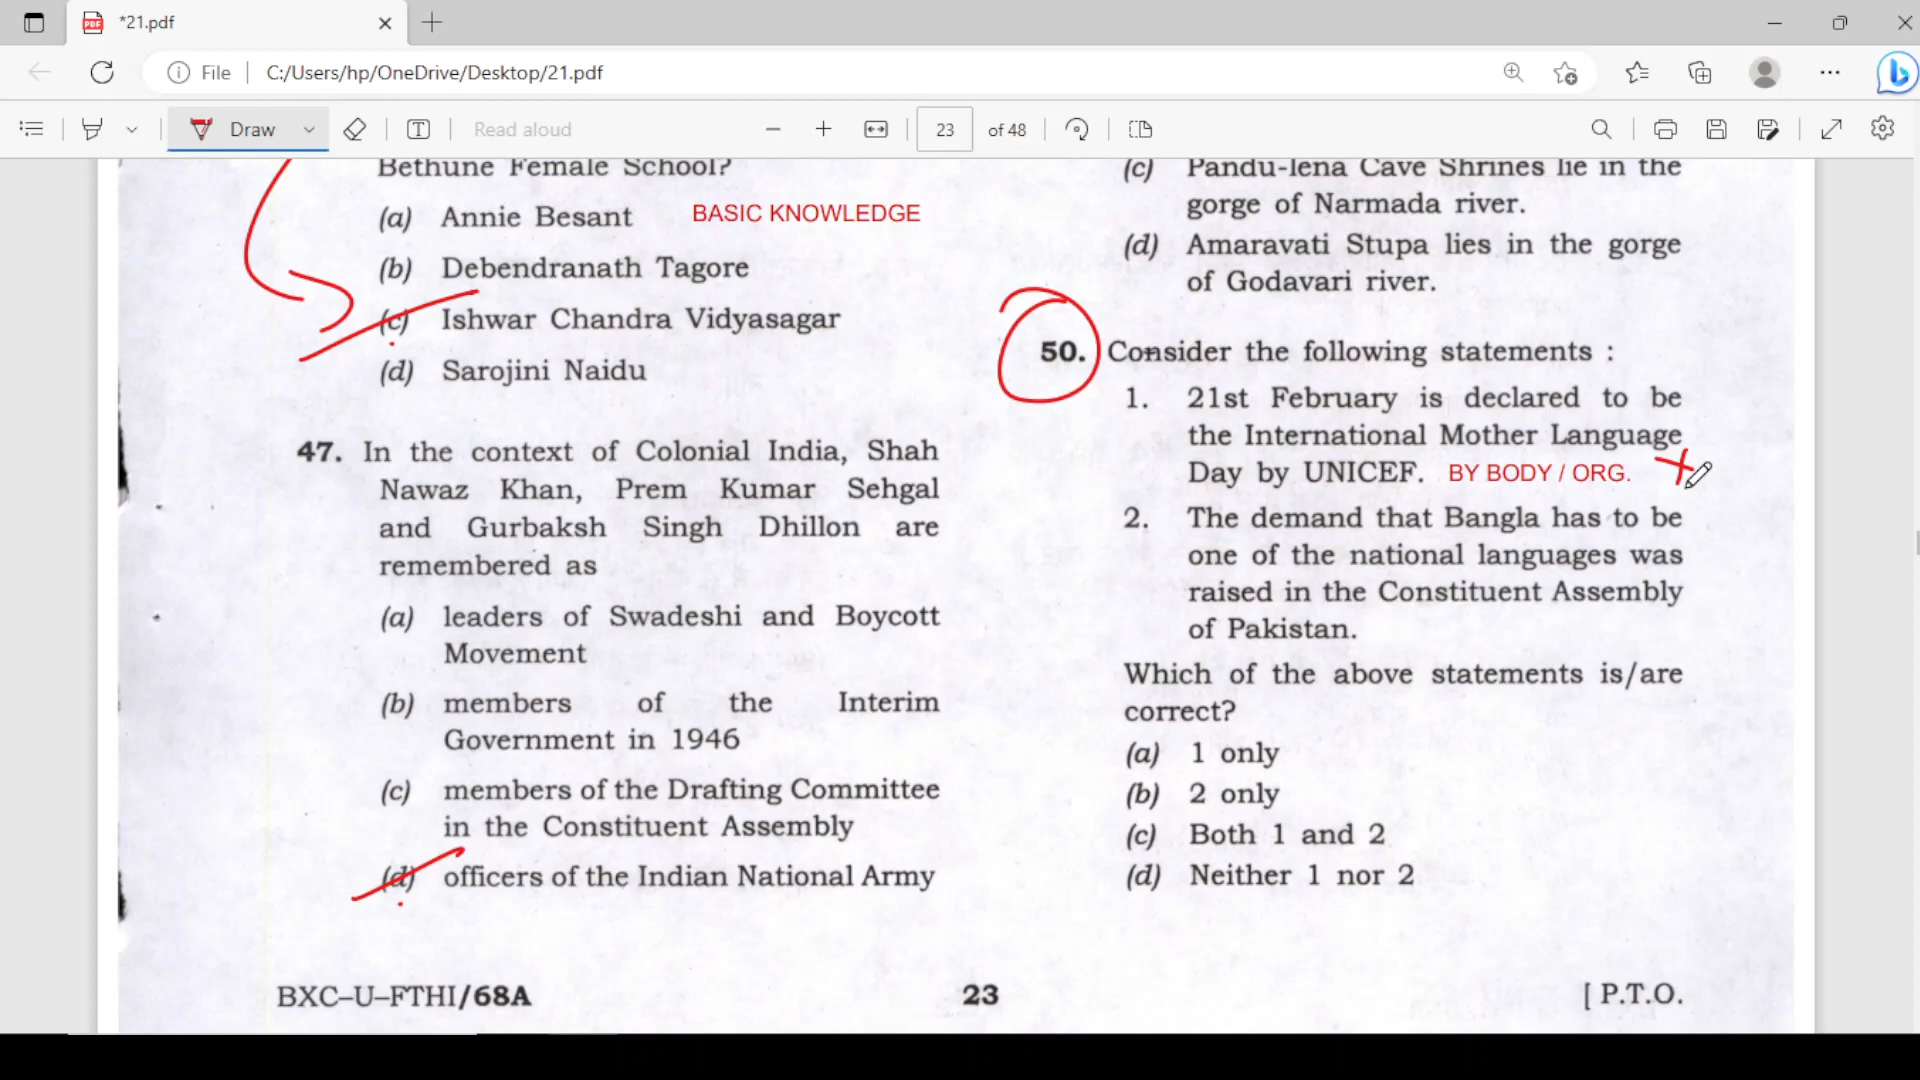 *21.pdf
File
C:/Users/hp/OneDrive/Desktop/21.pdf
Draw
Read aloud
23
of 48
Bethune Female School?
(a) Annie Besant BASIC KNOWLEDGE
(b) Debendranath Tagore
(c) Ishwar Chandra Vidyasagar
(d) Sarojini Naidu
47. In the context of Colonial India, Shah
Nawaz Khan, Prem Kumar Sehgal
and Gurbaksh Singh Dhillon are
remembered as
(a) leaders of Swadeshi and Boycott
Movement
(b) members of the Interim
Government in 1946
(c) members of the Drafting Committee
in the Constituent Assembly
(d) officers of the Indian National Army
(c) Pandu-lena Cave Shrines lie in the
gorge of Narmada river.
(d) Amaravati Stupa lies in the gorge
of Godavari river.
50. Consider the following statements :
1. 21st February is declared to be
the International Mother Language
Day by UNICEF. BY BODY / ORG.
2. The demand that Bangla has to be
one of the national languages was
raised in the Constituent Assembly
of Pakistan.
Which of the above statements is/are
correct?
(a) 1 only
(b) 2 only
(c) Both 1 and 2
(d) Neither 1 nor 2
BXC–U–FTHI/68A
23
[ P.T.O.